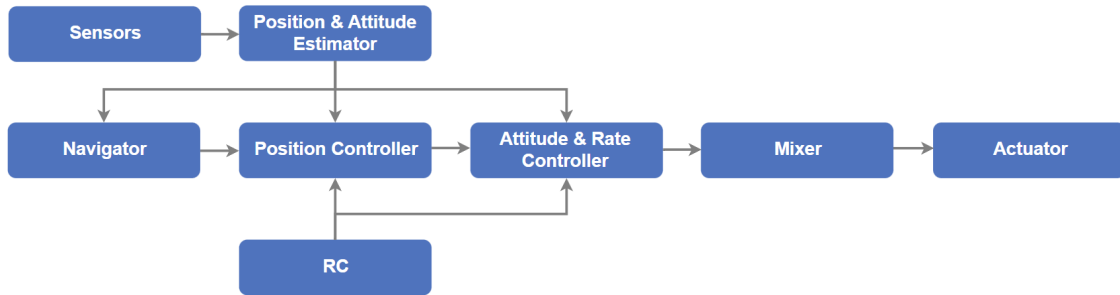 Sensors
Position & Attitude
Estimator
Navigator
Position Controller
Attitude & Rate
Controller
Mixer
Actuator
RC